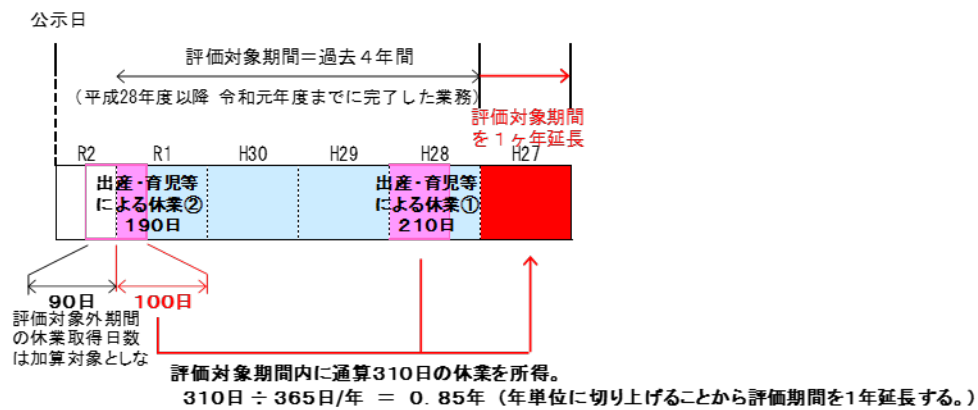 公示日
評価対象期間＝過去４年間
（平成28年度以降 令和元年度までに完了した業務）
評価対象期間
を１ヶ年延長
R2 R1 H30 H29 H28 H27
出産・育児等
による休業②
190日
出産・育児等
による休業①
210日
90日
100日
評価対象外期間
の休業取得日数
は加算対象としな
評価対象期間内に通算310日の休業を所得。
310日 ÷ 365日/年 ＝ 0.85年（年単位に切り上げることから評価期間を1年延長する。）